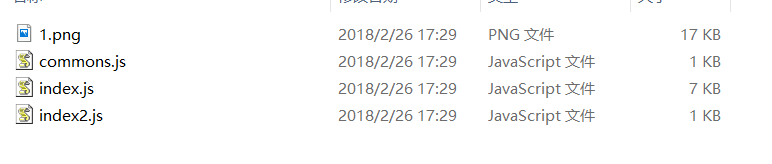 1.png 2018/2/26 17:29 PNG 文件 17 KB
commons.js 2018/2/26 17:29 JavaScript 文件 1 KB
index.js 2018/2/26 17:29 JavaScript 文件 7 KB
index2.js 2018/2/26 17:29 JavaScript 文件 1 KB